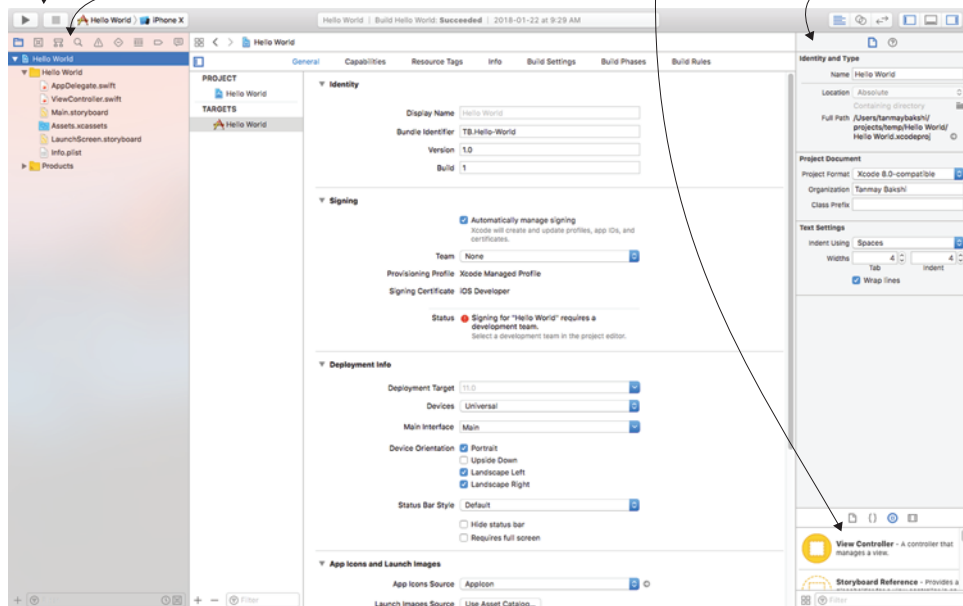 Hello World iPhone X
Hello World | Build Hello World: Succeeded | 2018-01-22 at 9:29 AM
Hello World
Hello World
Hello World
AppDelegate.swift
ViewController.swift
Main.storyboard
Assets.xcassets
LaunchScreen.storyboard
Info.plist
Products
General Capabilities Resource Tags Info Build Settings Build Phases Build Rules
PROJECT
Hello World
TARGETS
Hello World
Identity
Display Name Hello World
Bundle Identifier TB.Hello-World
Version 1.0
Build 1
Signing
Automatically manage signing
Xcode will create and update profiles, app IDs, and
certificates.
Team None
Provisioning Profile Xcode Managed Profile
Signing Certificate iOS Developer
Status Signing for "Hello World" requires a
development team.
Select a development team in the project editor.
Deployment Info
Deployment Target 11.0
Devices Universal
Main Interface Main
Device Orientation Portrait
Upside Down
Landscape Left
Landscape Right
Status Bar Style Default
Hide status bar
Requires full screen
App Icons and Launch Images
App Icons Source AppIcon
Launch Images Source Use Asset Catalog...
Filter
Identity and Type
Name Hello World
Location Absolute
Containing directory
Full Path /Users/tanmaybakshi/
projects/temp/Hello World/
Hello World.xcodeproj
Project Document
Project Format Xcode 8.0-compatible
Organization Tanmay Bakshi
Class Prefix
Text Settings
Indent Using Spaces
Widths 4 4
Tab Indent
Wrap lines
View Controller - A controller that
manages a view.
Storyboard Reference - Provides a
Filter